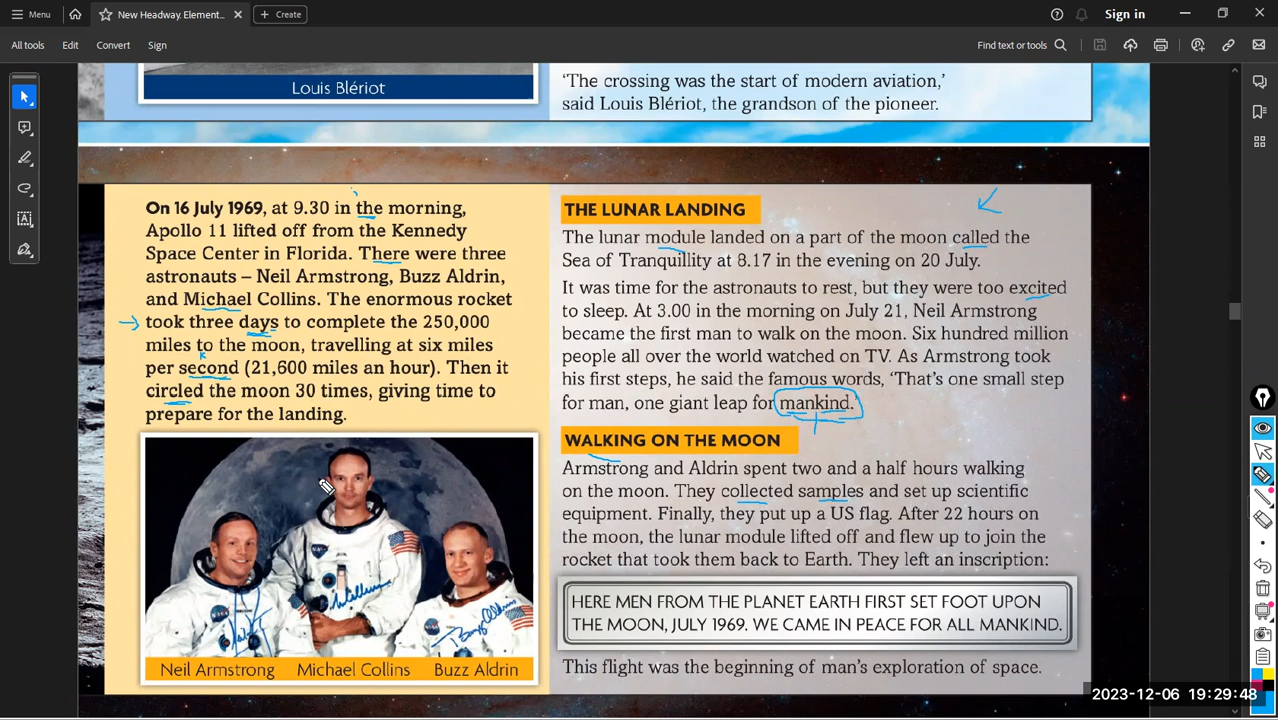 Menu
New Headway. Element...
Create
Sign in
All tools
Edit
Convert
Sign
Find text or tools
Louis Blériot
‘The crossing was the start of modern aviation,’
said Louis Blériot, the grandson of the pioneer.
On 16 July 1969, at 9.30 in the morning,
Apollo 11 lifted off from the Kennedy
Space Center in Florida. There were three
astronauts – Neil Armstrong, Buzz Aldrin,
and Michael Collins. The enormous rocket
took three days to complete the 250,000
miles to the moon, travelling at six miles
per second (21,600 miles an hour). Then it
circled the moon 30 times, giving time to
prepare for the landing.
Neil Armstrong Michael Collins Buzz Aldrin
THE LUNAR LANDING
The lunar module landed on a part of the moon called the
Sea of Tranquillity at 8.17 in the evening on 20 July.
It was time for the astronauts to rest, but they were too excited
to sleep. At 3.00 in the morning on July 21, Neil Armstrong
became the first man to walk on the moon. Six hundred million
people all over the world watched on TV. As Armstrong took
his first steps, he said the famous words, ‘That’s one small step
for man, one giant leap for mankind.’
WALKING ON THE MOON
Armstrong and Aldrin spent two and a half hours walking
on the moon. They collected samples and set up scientific
equipment. Finally, they put up a US flag. After 22 hours on
the moon, the lunar module lifted off and flew up to join the
rocket that took them back to Earth. They left an inscription:
HERE MEN FROM THE PLANET EARTH FIRST SET FOOT UPON
THE MOON, JULY 1969. WE CAME IN PEACE FOR ALL MANKIND.
This flight was the beginning of man’s exploration of space.
2023-12-06 19:29:48